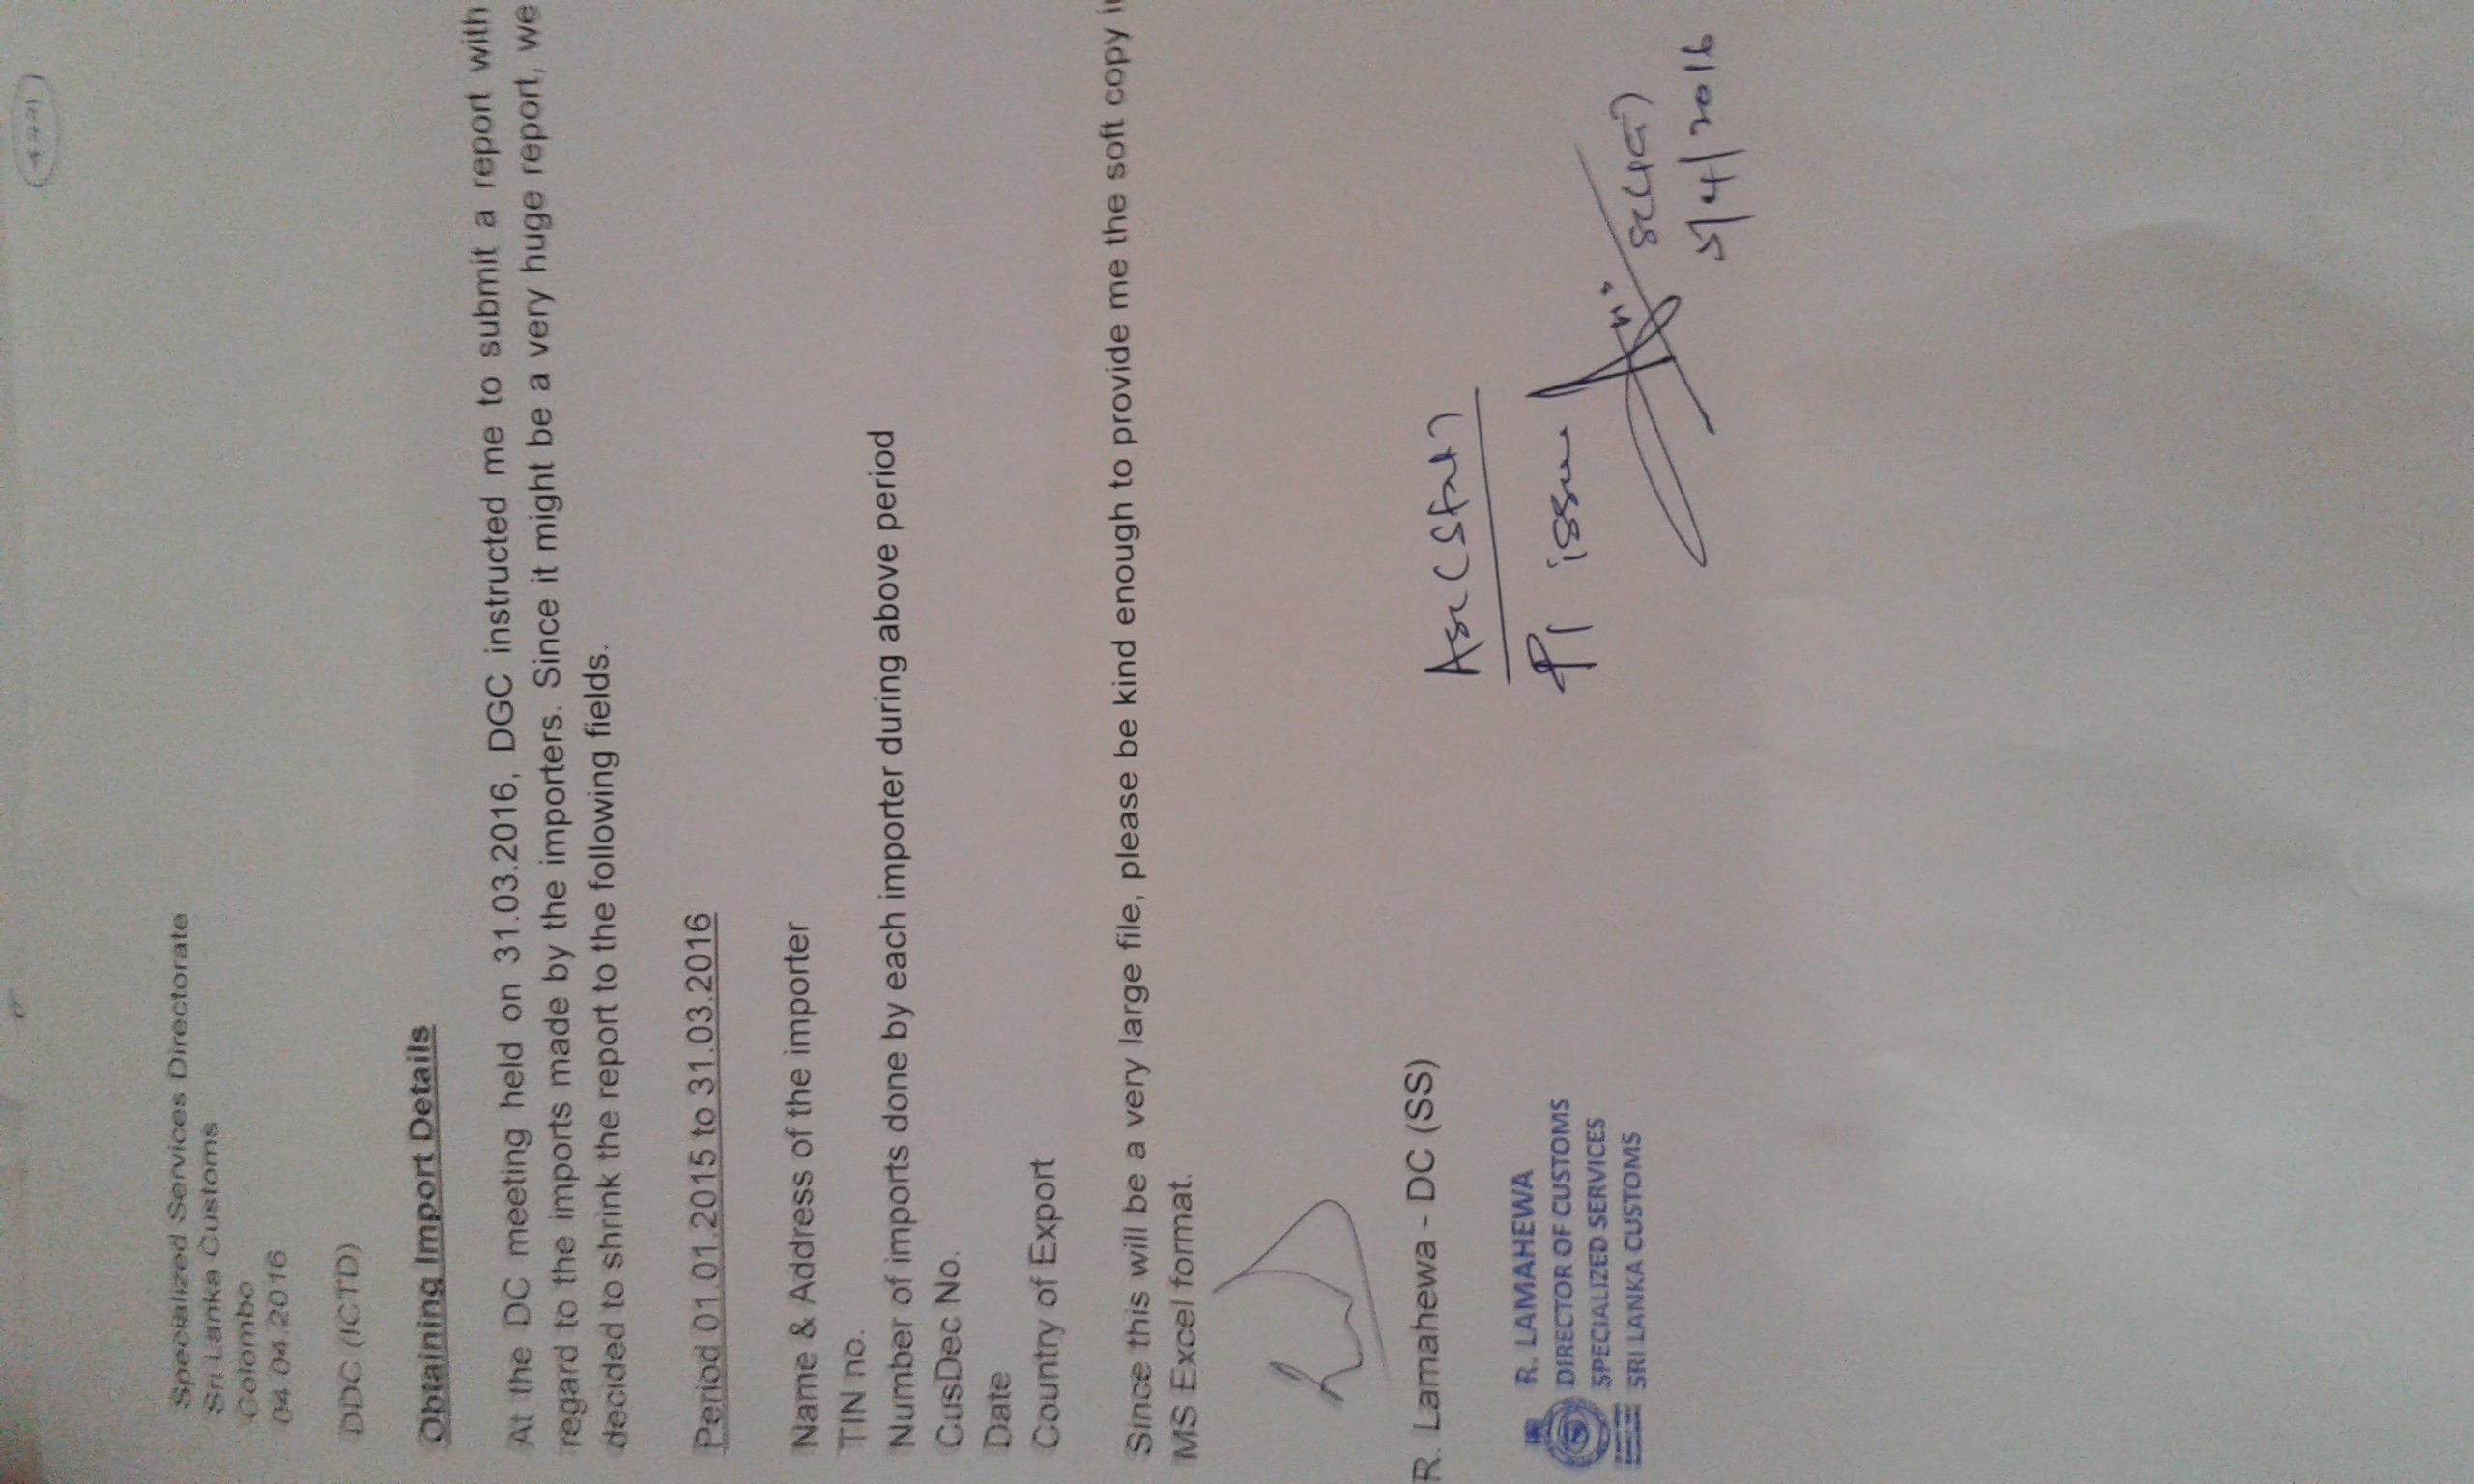 Specialized Services Directorate
Sri Lanka Customs
Colombo
04.04.2016
DDC (ICTD)
Obtaining Import Details
At the DC meeting held on 31.03.2016, DGC instructed me to submit a report with
regard to the imports made by the importers. Since it might be a very huge report, we
decided to shrink the report to the following fields.
Period 01.01.2015 to 31.03.2016
Name & Address of the importer
TIN no.
Number of imports done by each importer during above period
CusDec No.
Date
Country of Export
Since this will be a very large file, please be kind enough to provide me the soft copy
MS Excel format.
R. Lamahewa - DC (SS)
R. LAMAHEWA
DIRECTOR OF CUSTOMS
SPECIALIZED SERVICES
SRI LANKA CUSTOMS
Asc (Stat)
Pl issue
5/4/2016